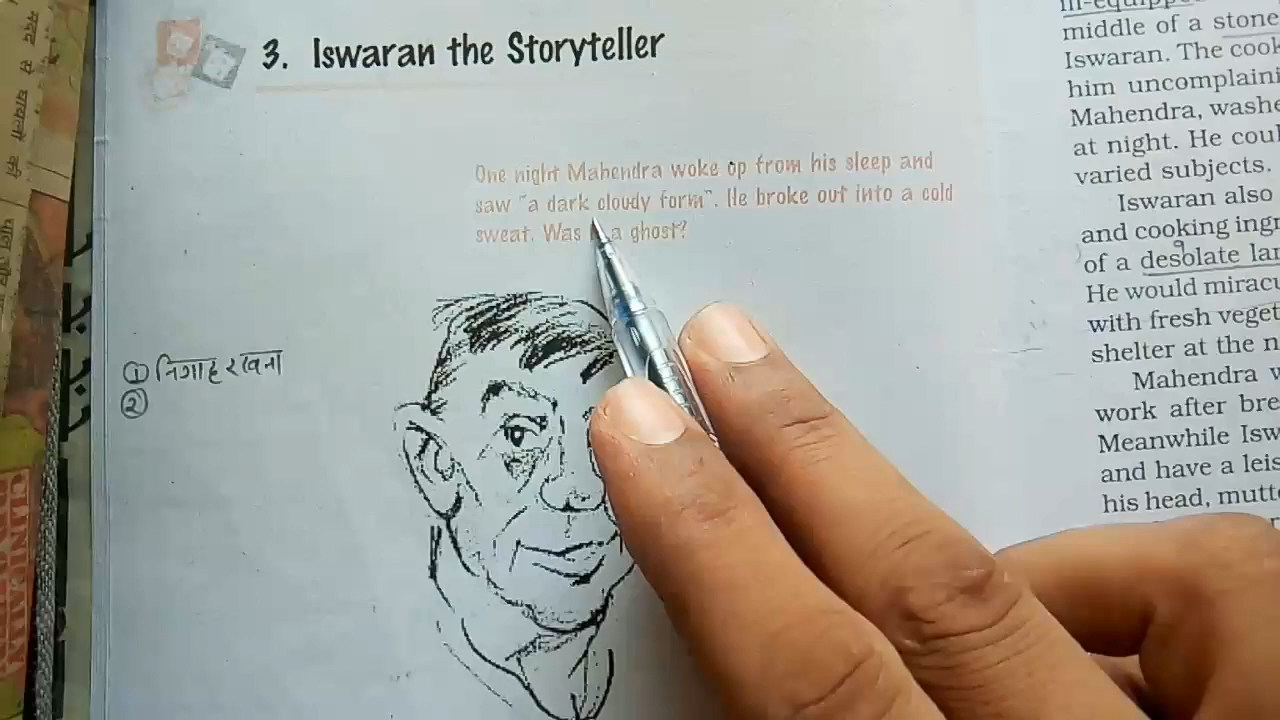 3. Iswaran the Storyteller
One night Mahendra woke op from his sleep and
saw "a dark cloudy form". He broke out into a cold
sweat. Was a ghost?
① निगाह रखना
②
middle of a stone
Iswaran. The cook
him uncomplaini
Mahendra, washe
at night. He coul
varied subjects.
Iswaran also
and cooking ingr
of a desolate lan
He would miracu
with fresh veget
shelter at the n
Mahendra w
work after bre
Meanwhile Isw
and have a leis
his head, mutt